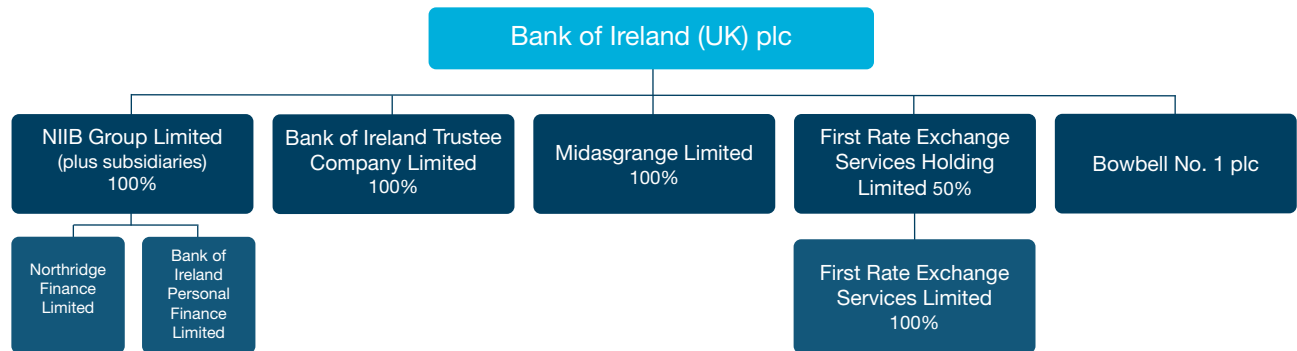 Bank of Ireland (UK) plc
NIIB Group Limited
(plus subsidiaries)
100%
Bank of Ireland Trustee
Company Limited
100%
Midasgrange Limited
100%
First Rate Exchange
Services Holding
Limited 50%
Bowbell No. 1 plc
Northridge
Finance
Limited
Bank of
Ireland
Personal
Finance
Limited
First Rate Exchange
Services Limited
100%